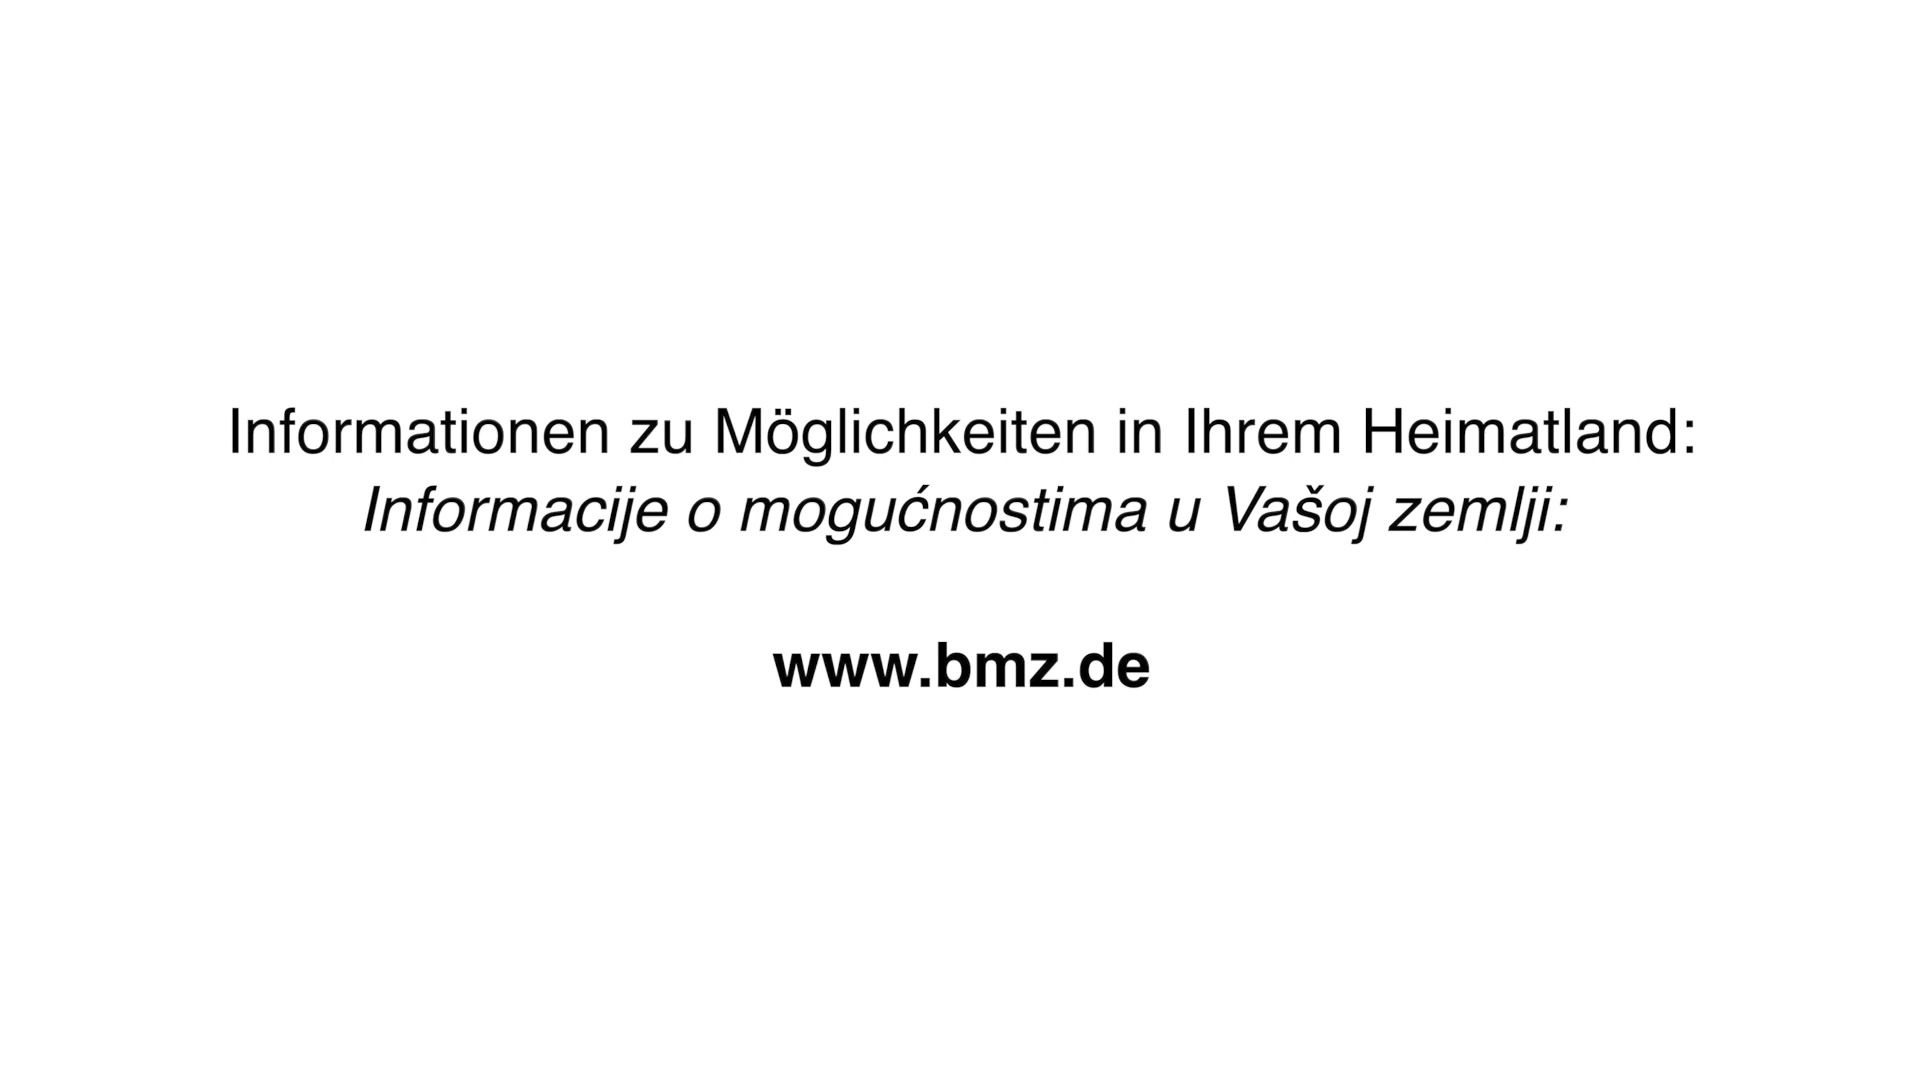 Informationen zu Möglichkeiten in Ihrem Heimatland:
Informacije o mogućnostima u Vašoj zemlji:
www.bmz.de